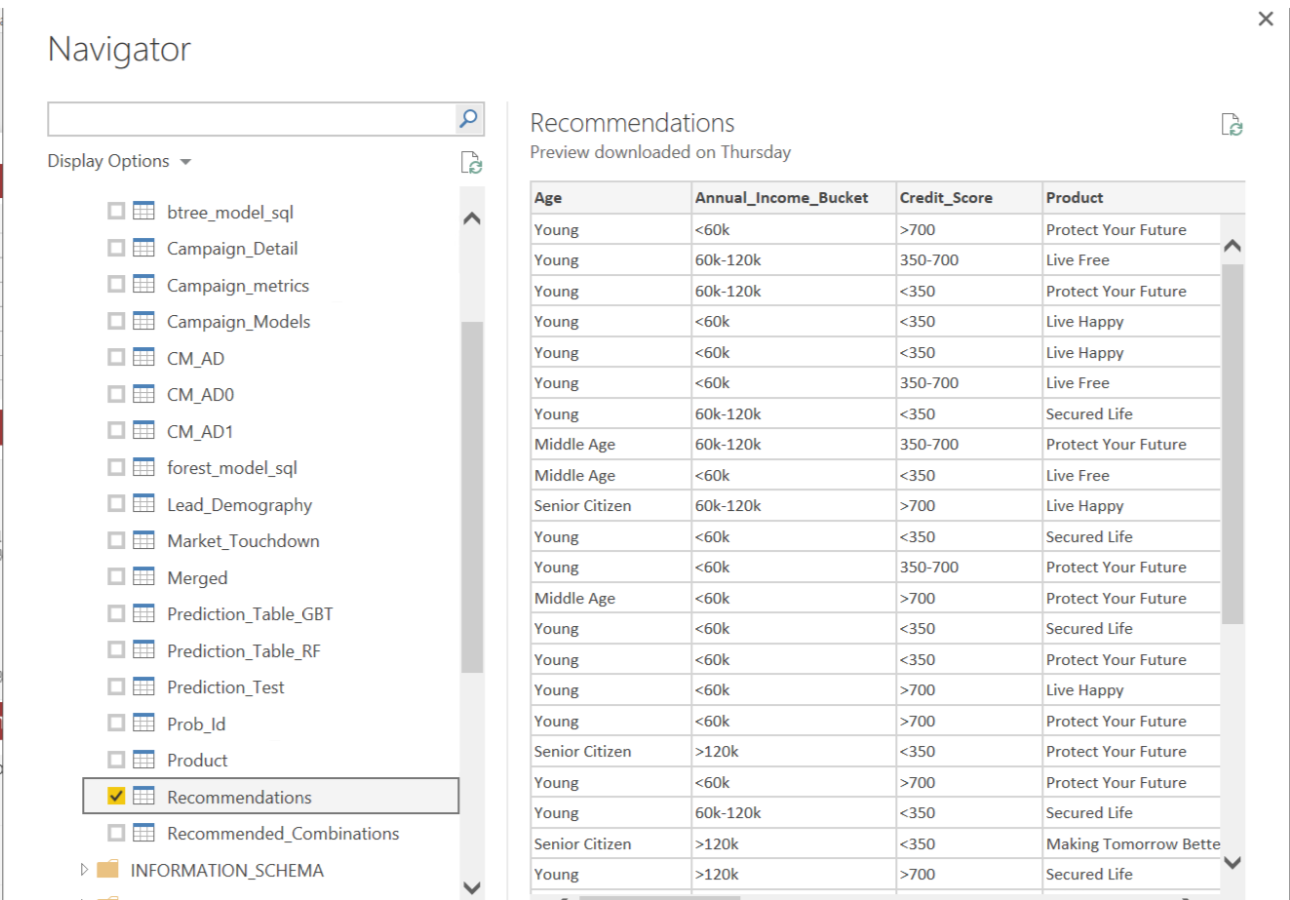 Navigator
Display Options
btree_model_sql
Campaign_Detail
Campaign_metrics
Campaign_Models
CM_AD
CM_AD0
CM_AD1
forest_model_sql
Lead_Demography
Market_Touchdown
Merged
Prediction_Table_GBT
Prediction_Table_RF
Prediction_Test
Prob_Id
Product
Recommendations
Recommended_Combinations
INFORMATION_SCHEMA
Recommendations
Preview downloaded on Thursday
Age Annual_Income_Bucket Credit_Score Product
Young <60k >700 Protect Your Future
Young 60k-120k 350-700 Live Free
Young 60k-120k <350 Protect Your Future
Young <60k <350 Live Happy
Young <60k <350 Live Happy
Young <60k 350-700 Live Free
Young 60k-120k <350 Secured Life
Middle Age 60k-120k 350-700 Protect Your Future
Middle Age <60k <350 Live Free
Senior Citizen 60k-120k >700 Live Happy
Young <60k <350 Secured Life
Young <60k 350-700 Protect Your Future
Middle Age <60k >700 Protect Your Future
Young <60k <350 Secured Life
Young <60k <350 Protect Your Future
Young <60k >700 Live Happy
Young <60k >700 Protect Your Future
Senior Citizen >120k <350 Protect Your Future
Young <60k >700 Protect Your Future
Young 60k-120k <350 Secured Life
Senior Citizen >120k <350 Making Tomorrow Bette
Young >120k >700 Secured Life